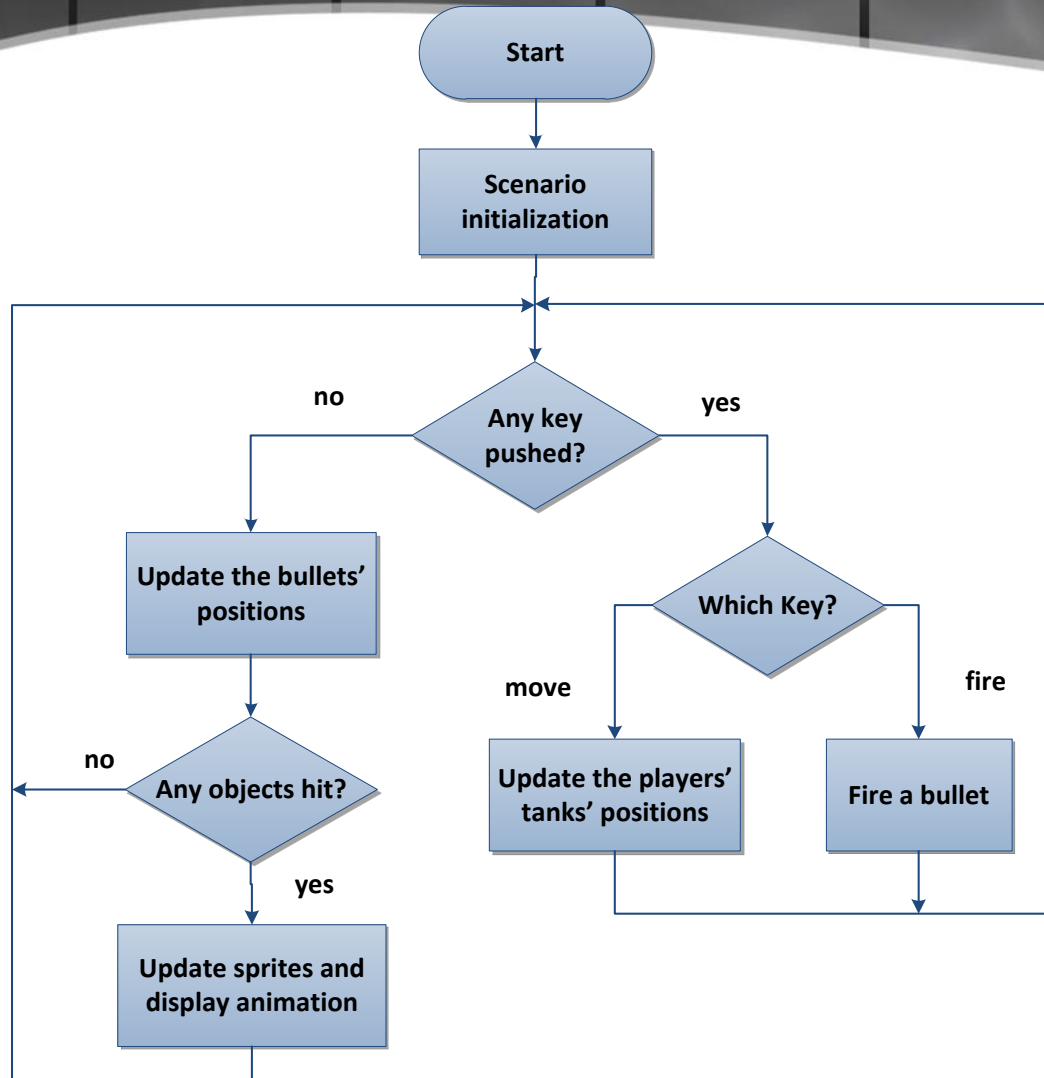 Start
Scenario
initialization
no
yes
Any key
pushed?
Update the bullets’
positions
Which Key?
move
fire
no
Any objects hit?
Update the players’
tanks’ positions
Fire a bullet
yes
Update sprites and
display animation